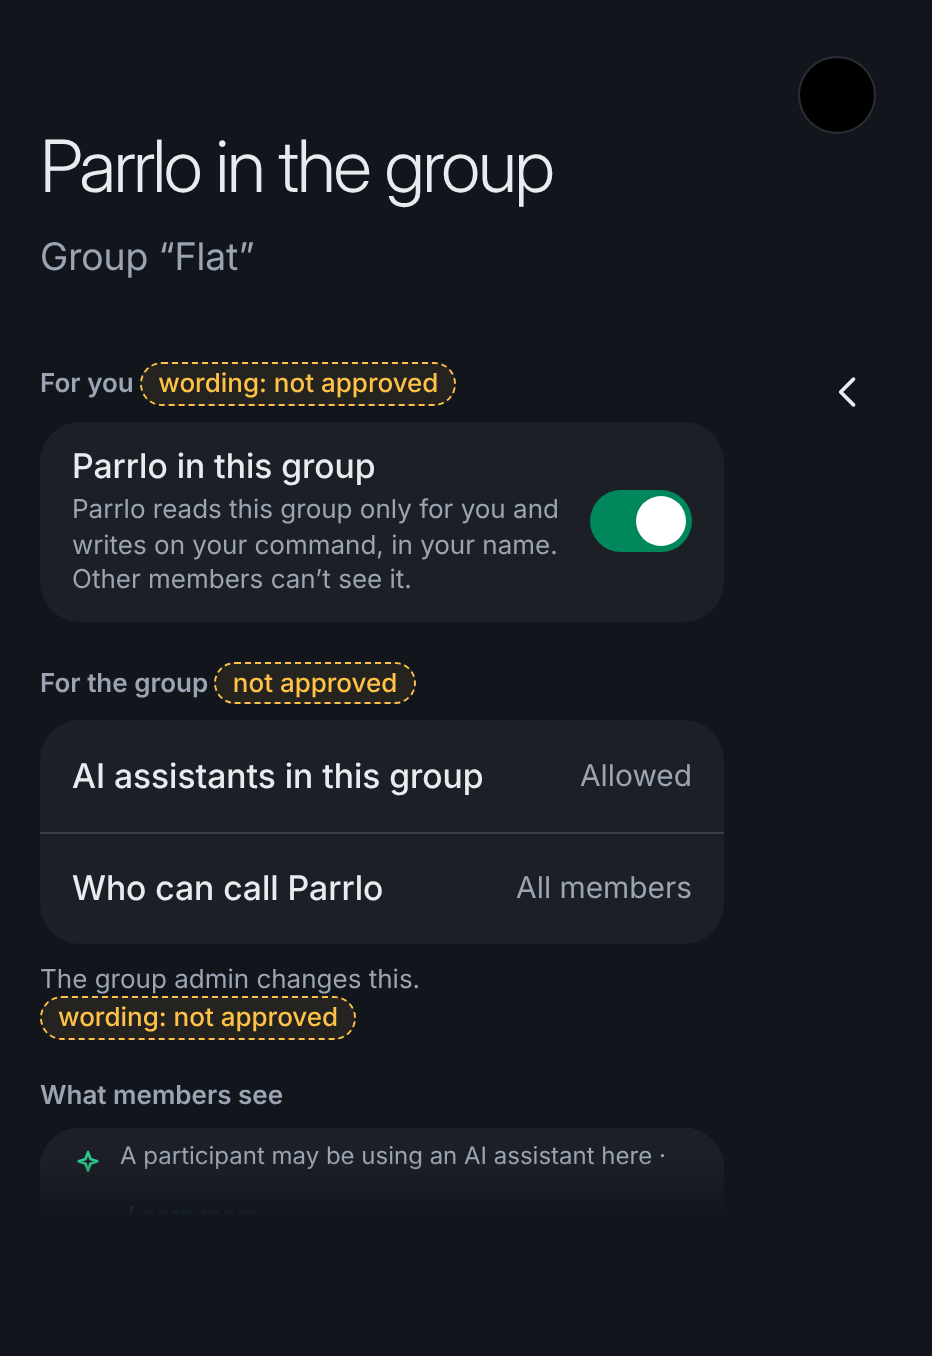 Parrlo in the group
Group “Flat”
For you wording: not approved
Parrlo in this group
Parrlo reads this group only for you and
writes on your command, in your name.
Other members can’t see it.
For the group not approved
AI assistants in this group Allowed
Who can call Parrlo All members
The group admin changes this.
wording: not approved
What members see
A participant may be using an AI assistant here ·
Learn more